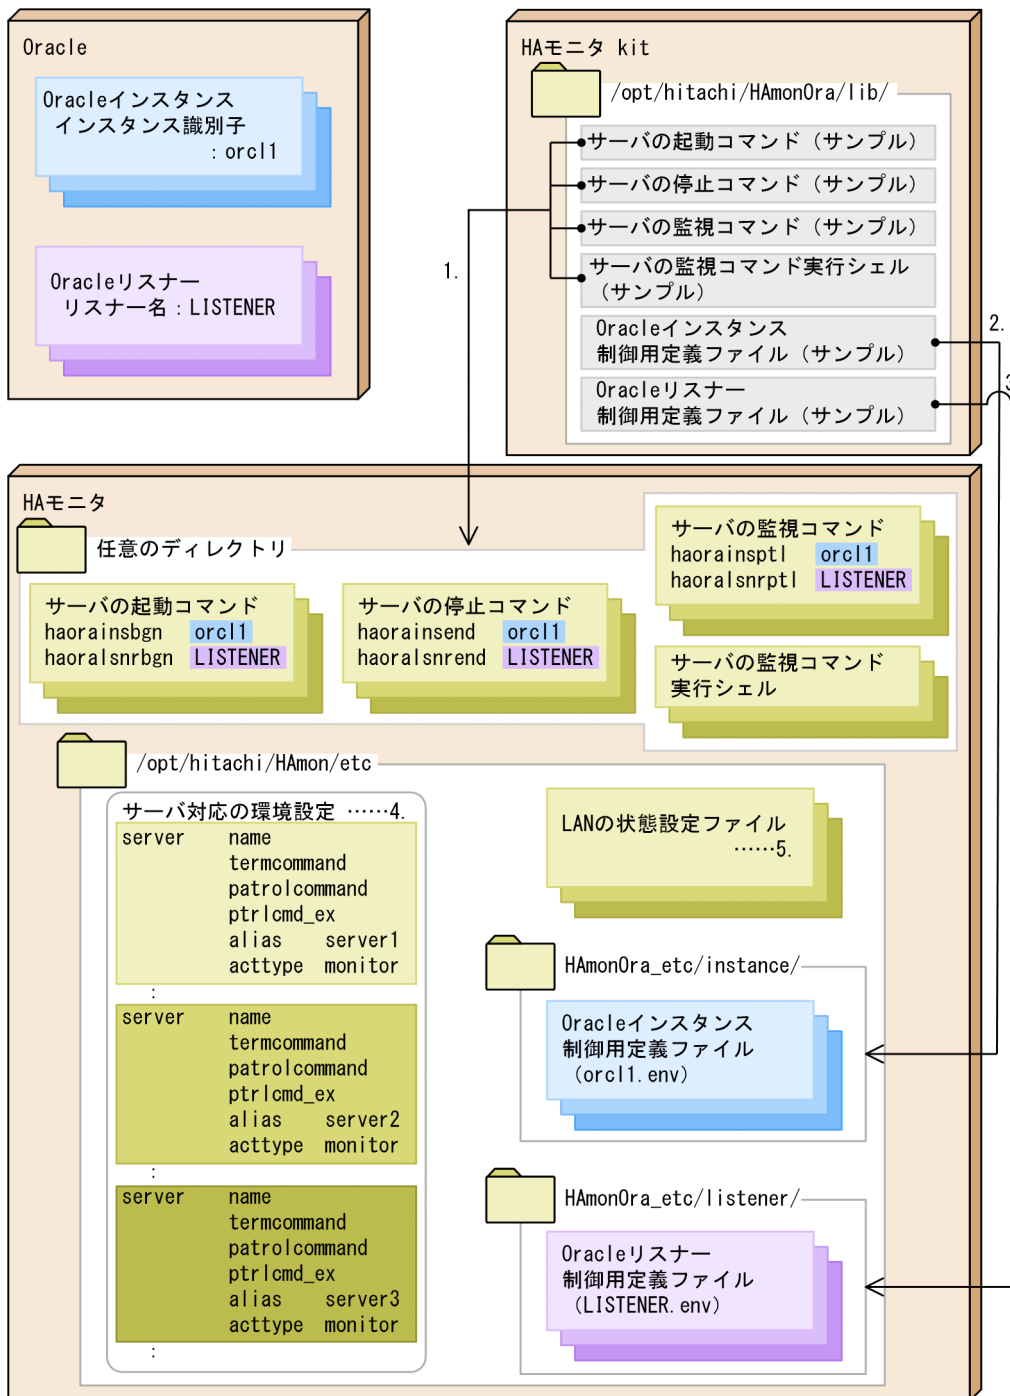 Oracle
Oracleインスタンス
インスタンス識別子
：orcl1
Oracleリスナー
リスナー名：LISTENER
HAモニタ kit
/opt/hitachi/HAmonOra/lib/
サーバの起動コマンド（サンプル）
サーバの停止コマンド（サンプル）
サーバの監視コマンド（サンプル）
サーバの監視コマンド実行シェル
（サンプル）
Oracleインスタンス
制御用定義ファイル（サンプル）
Oracleリスナー
制御用定義ファイル（サンプル）
1.
2.
3
HAモニタ
任意のディレクトリ
サーバの起動コマンド
haorainsbgn orcl1
haoralsnrbgn LISTENER
サーバの停止コマンド
haorainsend orcl1
haoralsnrend LISTENER
サーバの監視コマンド
haorainsptl orcl1
haoralsnrptl LISTENER
サーバの監視コマンド
実行シェル
/opt/hitachi/HAmon/etc
サーバ対応の環境設定 ……4.
server name
termcommand
patrolcommand
ptrlcmd_ex
alias server1
acttype monitor
：
server name
termcommand
patrolcommand
ptrlcmd_ex
alias server2
acttype monitor
：
server name
termcommand
patrolcommand
ptrlcmd_ex
alias server3
acttype monitor
：
LANの状態設定ファイル
……5.
HAmonOra_etc/instance/
Oracleインスタンス
制御用定義ファイル
（orcl1.env）
HAmonOra_etc/listener/
Oracleリスナー
制御用定義ファイル
（LISTENER.env）